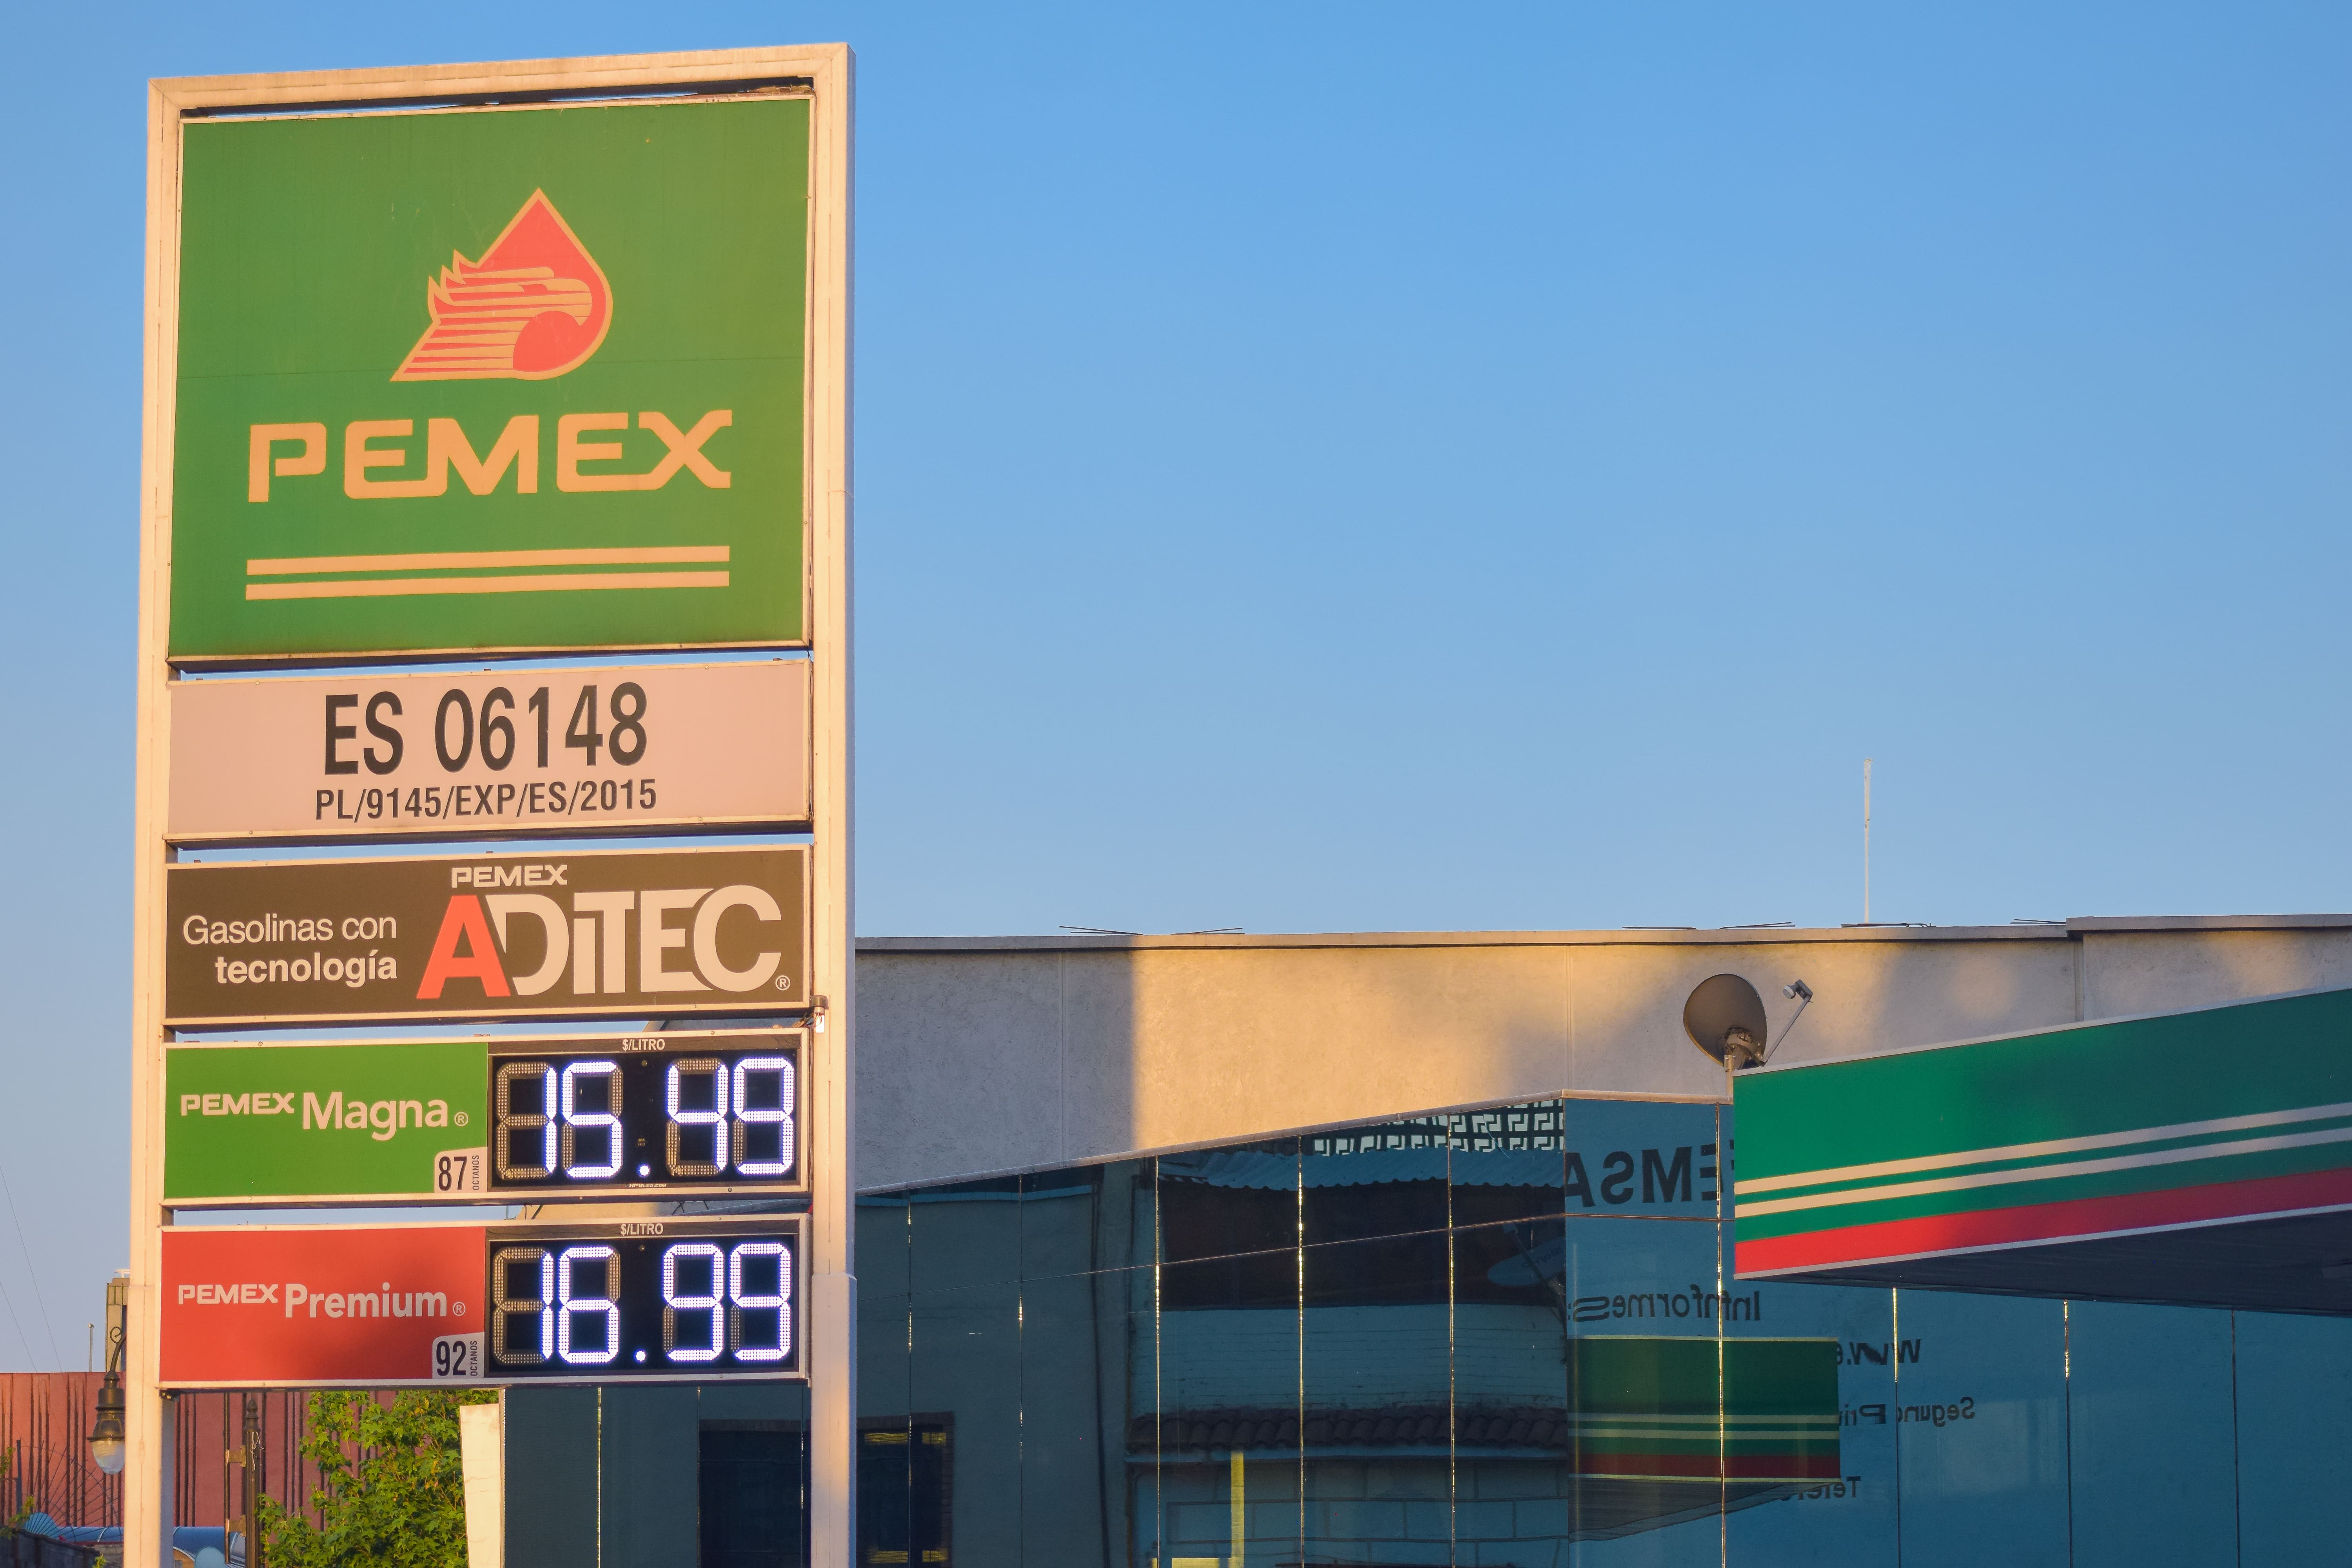 PEMEX
ES 06148
PL/9145/EXP/ES/2015
PEMEX
Gasolinas con
tecnología
ADiTEC®
$/LITRO
PEMEX Magna®
15.49
87 OCTANOS
$/LITRO
PEMEX Premium®
16.99
92 OCTANOS